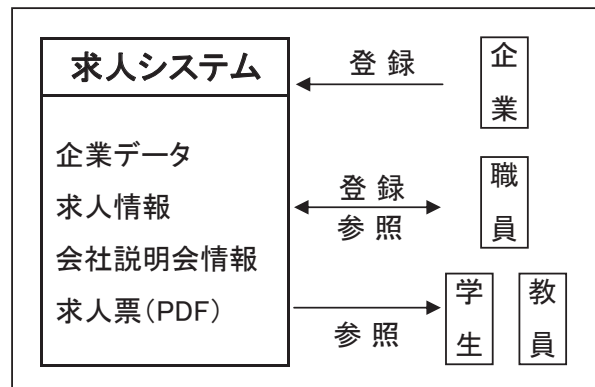 求人システム
企業データ
求人情報
会社説明会情報
求人票(PDF)
登録
企業
登録
参照
職員
参照
学生
教員